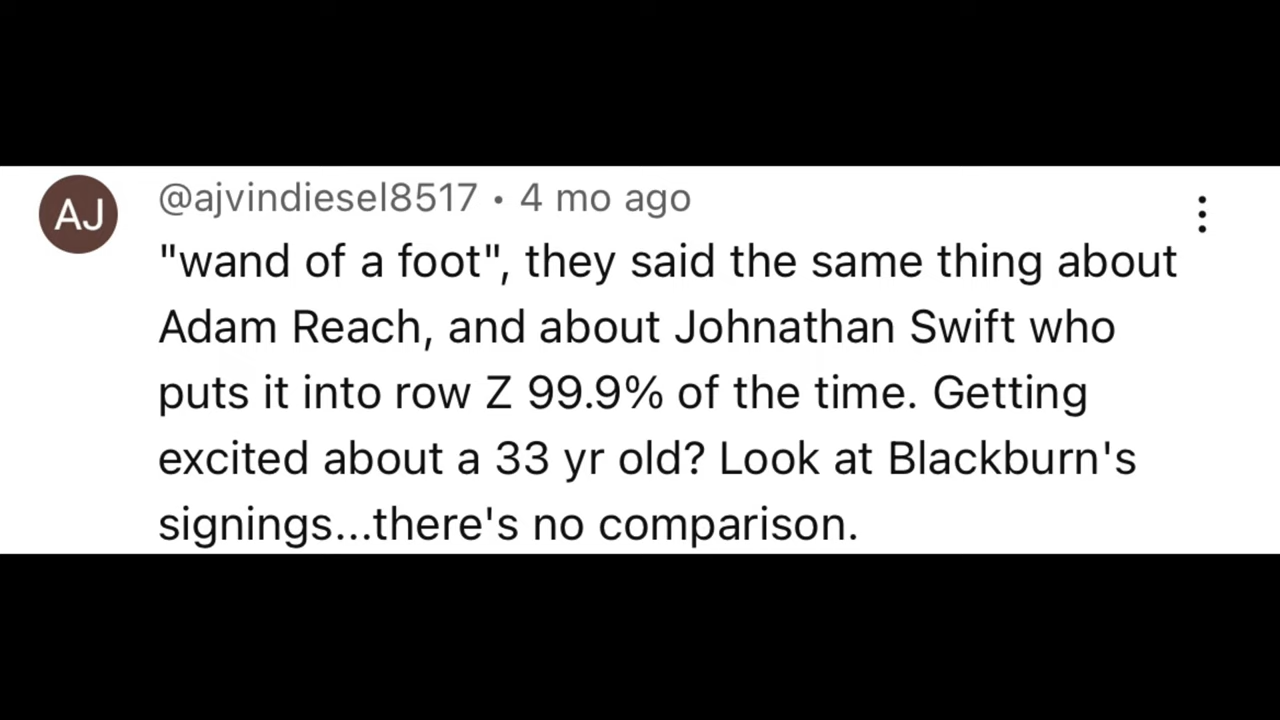 AJ
@ajvindiesel8517 • 4 mo ago
"wand of a foot", they said the same thing about
Adam Reach, and about Johnathan Swift who
puts it into row Z 99.9% of the time. Getting
excited about a 33 yr old? Look at Blackburn's
signings...there's no comparison.